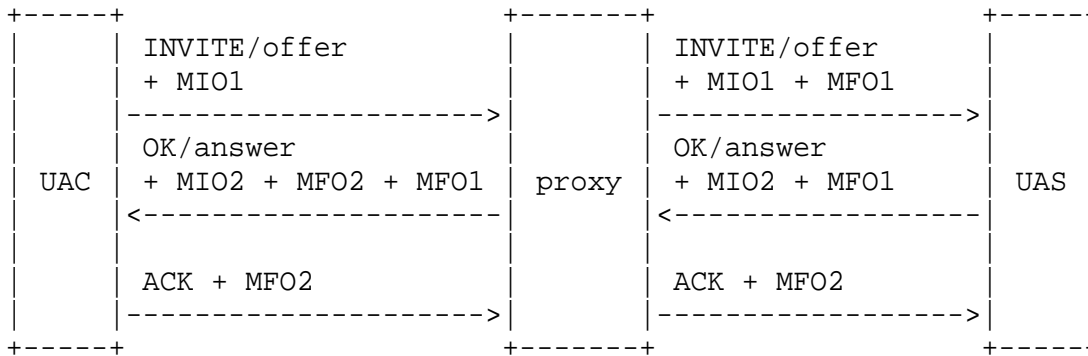 INVITE/offer INVITE/offer
+ MIO1 + MIO1 + MFO1
OK/answer OK/answer
UAC + MIO2 + MFO2 + MFO1 proxy + MIO2 + MFO1 UAS
ACK + MFO2 ACK + MFO2